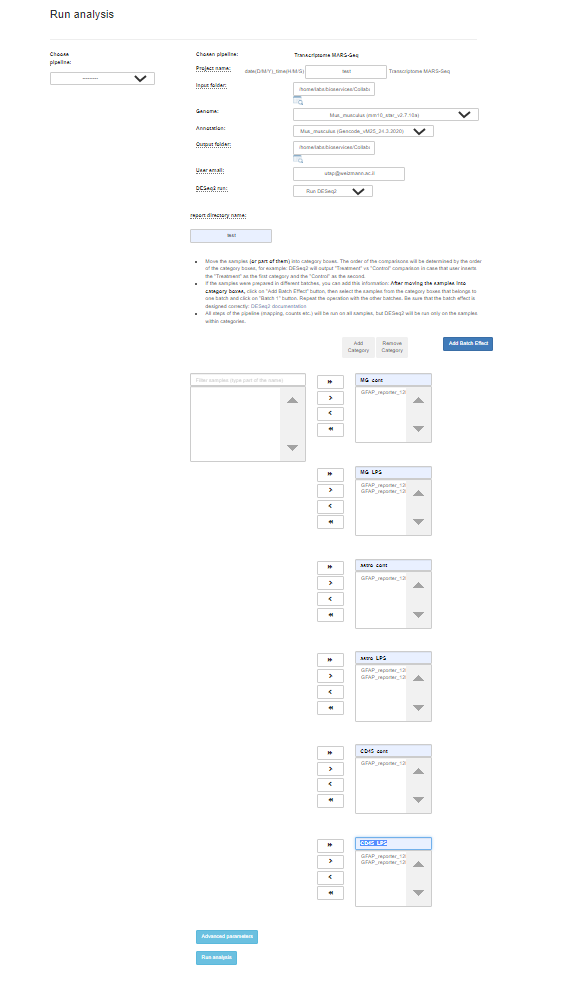 Run analysis
Choose
pipeline:
---------
Chosen pipeline: Transcriptome MARS-Seq
Project name: date(D/M/Y)_time(H/M/S) test Transcriptome MARS-Seq
Input folder: /home/labs/bioservices/Collab
Genome: Mus_musculus (mm10_star_v2.7.10a)
Annotation: Mus_musculus (Gencode_vM25_24.3.2020)
Output folder: /home/labs/bioservices/Collab
User email: utap@weizmann.ac.il
DESeq2 run: Run DESeq2
report directory name:
test
Move the samples (or part of them) into category boxes. The order of the comparisons will be determined by the order
of the category boxes, for example: DESeq2 will output "Treatment" vs "Control" comparison in case that user inserts
the "Treatment" as the first category and the "Control" as the second.
If the samples were prepared in different batches, you can add this information: After moving the samples into
category boxes, click on "Add Batch Effect" button, then select the samples from the category boxes that belongs to
one batch and click on "Batch 1" button. Repeat the operation with the other batches. Be sure that the batch effect is
designed correctly: DESeq2 documentation
All steps of the pipeline (mapping, counts etc.) will be run on all samples, but DESeq2 will be run only on the samples
within categories.
Add
Category
Remove
Category
Add Batch Effect
Filter samples (type part of the name)
MG_cont
GFAP_reporter_12
MG_LPS
GFAP_reporter_12
GFAP_reporter_12
astro_cont
GFAP_reporter_12
astro_LPS
GFAP_reporter_12
GFAP_reporter_12
CD45_cont
GFAP_reporter_12
CD45_LPS
GFAP_reporter_12
GFAP_reporter_12
Advanced parameters
Run analysis